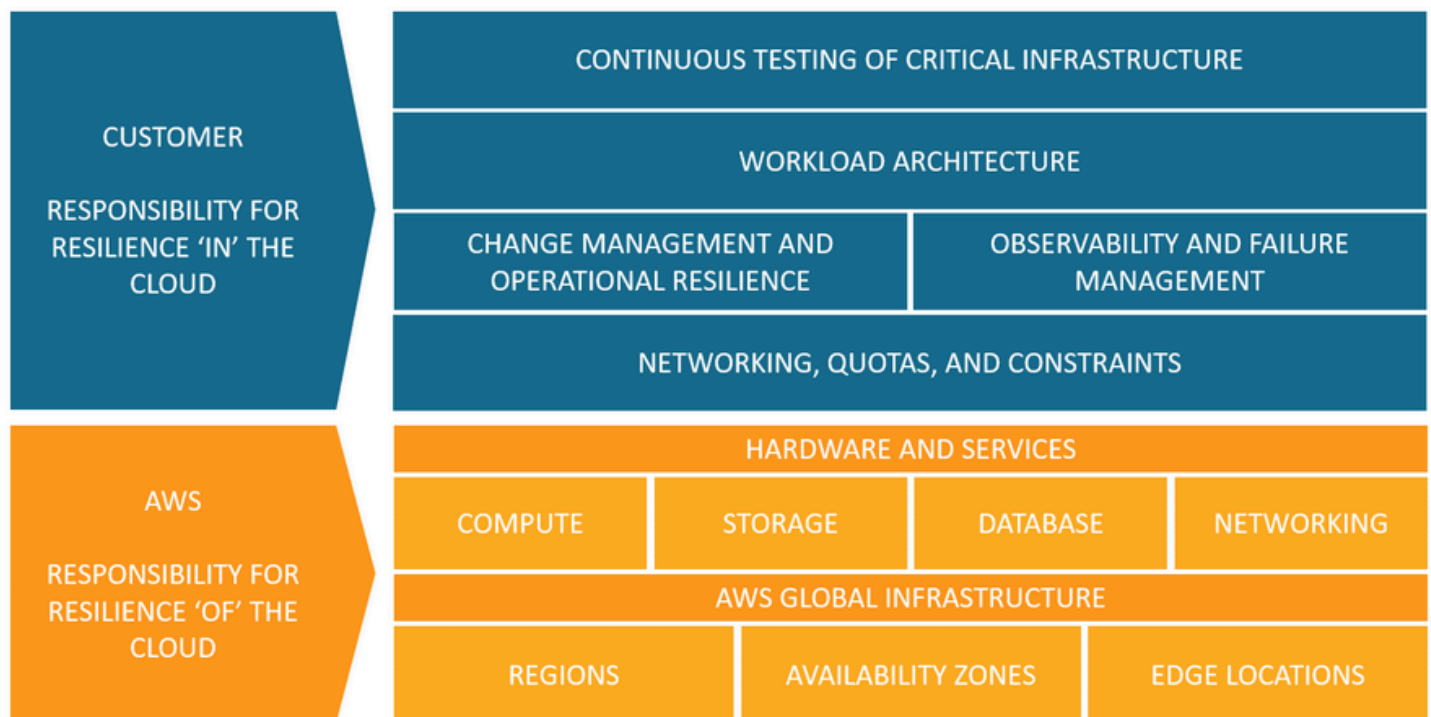 CUSTOMER
RESPONSIBILITY FOR
RESILIENCE ‘IN’ THE
CLOUD
CONTINUOUS TESTING OF CRITICAL INFRASTRUCTURE
WORKLOAD ARCHITECTURE
CHANGE MANAGEMENT AND
OPERATIONAL RESILIENCE
OBSERVABILITY AND FAILURE
MANAGEMENT
NETWORKING, QUOTAS, AND CONSTRAINTS
AWS
RESPONSIBILITY FOR
RESILIENCE ‘OF’ THE
CLOUD
HARDWARE AND SERVICES
COMPUTE
STORAGE
DATABASE
NETWORKING
AWS GLOBAL INFRASTRUCTURE
REGIONS
AVAILABILITY ZONES
EDGE LOCATIONS